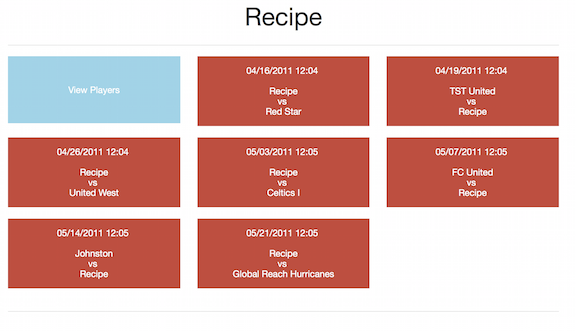 Recipe
View Players
04/16/2011 12:04
Recipe
vs
Red Star
04/19/2011 12:04
TST United
vs
Recipe
04/26/2011 12:04
Recipe
vs
United West
05/03/2011 12:05
Recipe
vs
Celtics I
05/07/2011 12:05
FC United
vs
Recipe
05/14/2011 12:05
Johnston
vs
Recipe
05/21/2011 12:05
Recipe
vs
Global Reach Hurricanes